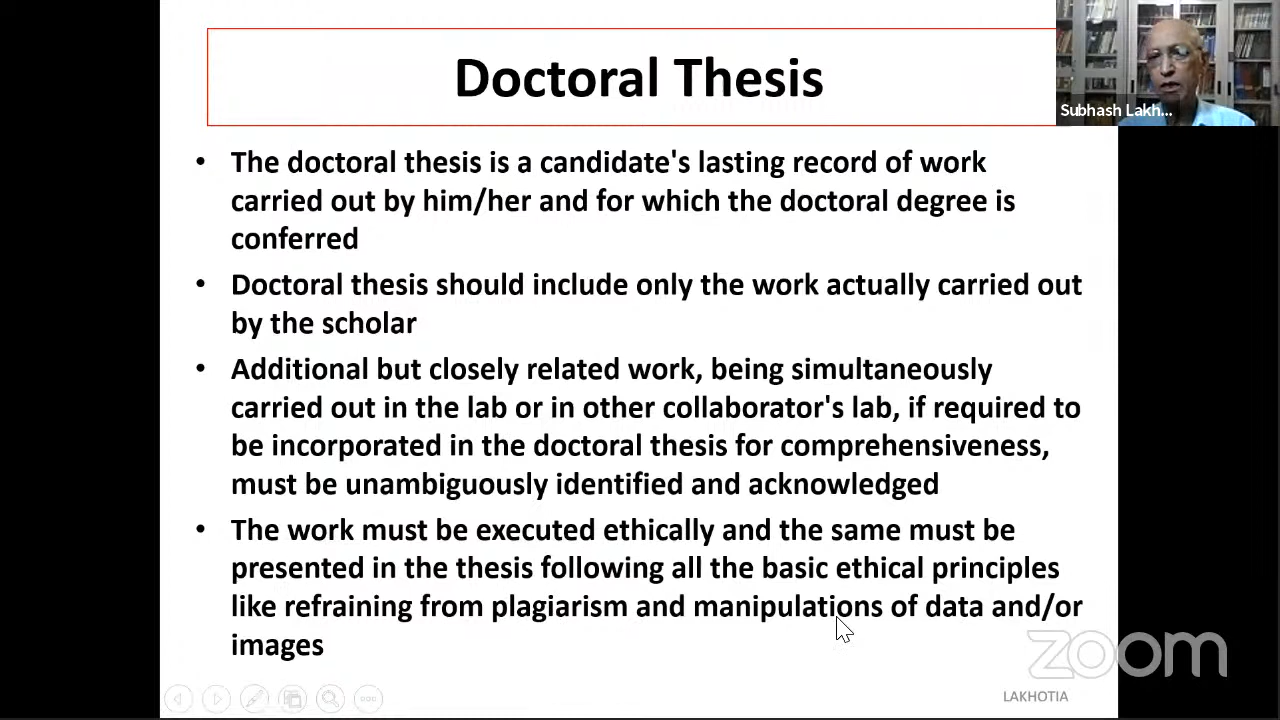 Doctoral Thesis
Subhash Lakh...
• The doctoral thesis is a candidate's lasting record of work
carried out by him/her and for which the doctoral degree is
conferred
• Doctoral thesis should include only the work actually carried out
by the scholar
• Additional but closely related work, being simultaneously
carried out in the lab or in other collaborator's lab, if required to
be incorporated in the doctoral thesis for comprehensiveness,
must be unambiguously identified and acknowledged
• The work must be executed ethically and the same must be
presented in the thesis following all the basic ethical principles
like refraining from plagiarism and manipulations of data and/or
images
zoom
LAKHOTIA